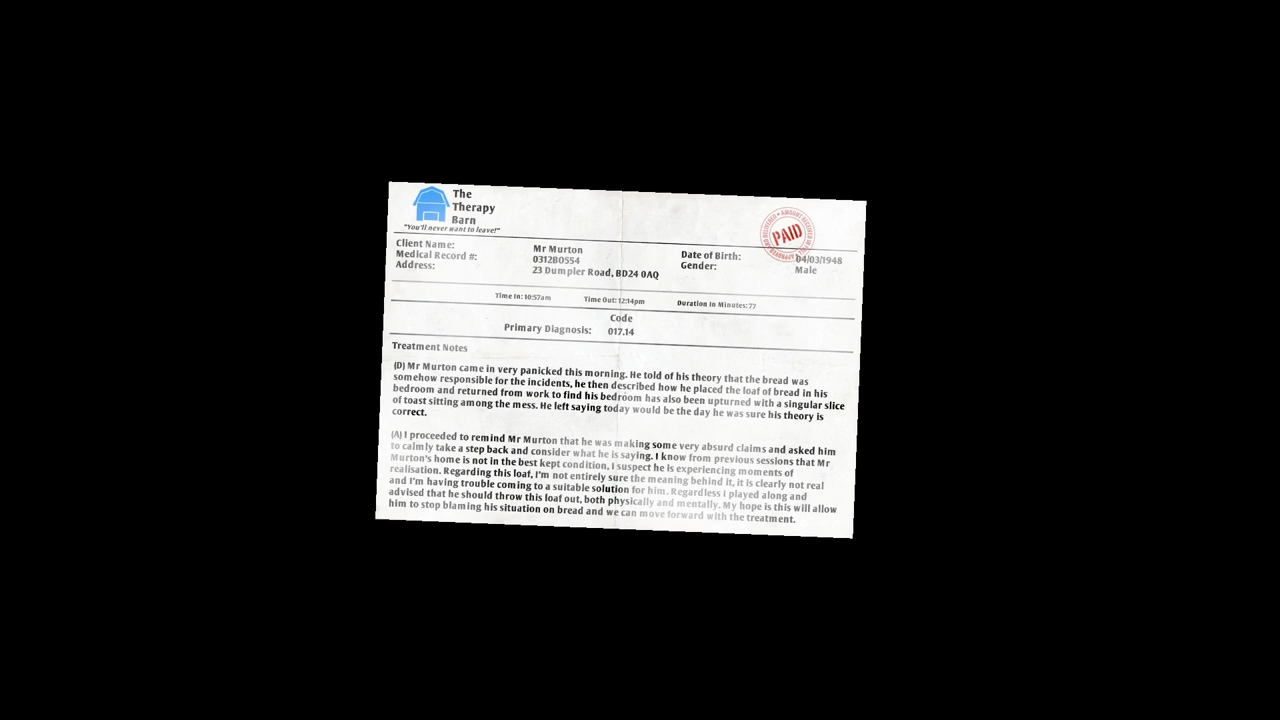 The
Therapy
Barn
"You'll never want to leave!"
PAID
Client Name: Mr Murton Date of Birth: 04/03/1948
Medical Record #: 0312B0554 Gender: Male
Address: 23 Dumpler Road, BD24 0AQ
Time In: 10:57am Time Out: 12:14pm Duration in Minutes: 77
Code
Primary Diagnosis: 017.14
Treatment Notes
(D) Mr Murton came in very panicked this morning. He told of his theory that the bread was
somehow responsible for the incidents, he then described how he placed the loaf of bread in his
bedroom and returned from work to find his bedroom has also been upturned with a singular slice
of toast sitting among the mess. He left saying today would be the day he was sure his theory is
correct.
(A) I proceeded to remind Mr Murton that he was making some very absurd claims and asked him
to calmly take a step back and consider what he is saying. I know from previous sessions that Mr
Murton's home is not in the best kept condition, I suspect he is experiencing moments of
realisation. Regarding this loaf, I'm not entirely sure the meaning behind it, it is clearly not real
and I'm having trouble coming to a suitable solution for him. Regardless I played along and
advised that he should throw this loaf out, both physically and mentally. My hope is this will allow
him to stop blaming his situation on bread and we can move forward with the treatment.